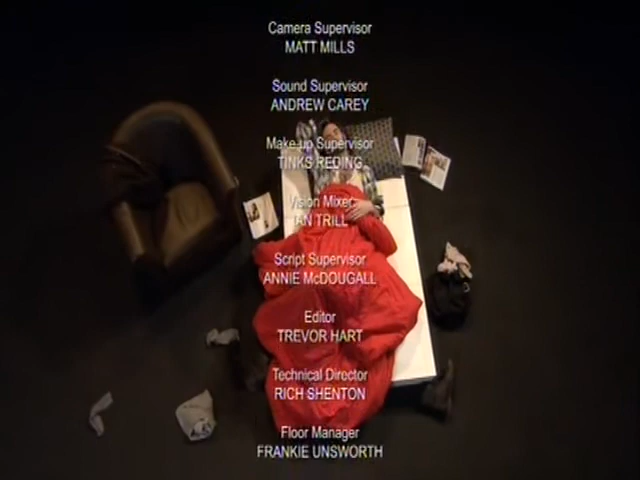 Camera Supervisor
MATT MILLS
Sound Supervisor
ANDREW CAREY
Make-up Supervisor
TINKS REDING
Vision Mixer
IAN TRILL
Script Supervisor
ANNIE McDOUGALL
Editor
TREVOR HART
Technical Director
RICH SHENTON
Floor Manager
FRANKIE UNSWORTH